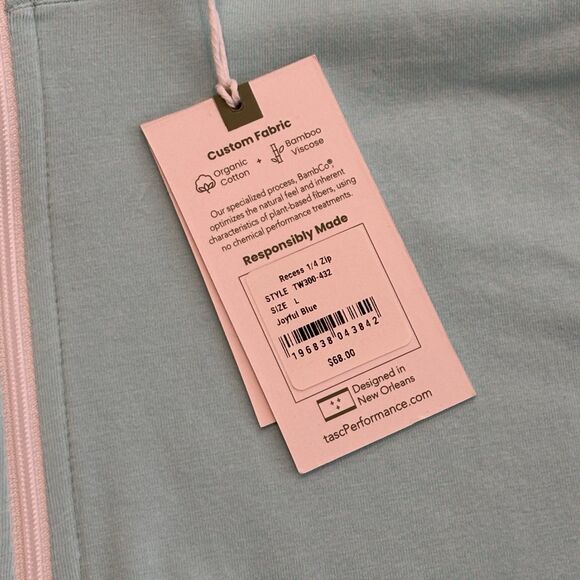 Custom Fabric
Organic Cotton + Bamboo Viscose
Our specialized process, BambCo®,
optimizes the natural feel and inherent
characteristics of plant-based fibers, using
no chemical performance treatments.
Responsibly Made
Recess 1/4 Zip
STYLE TW300-432
SIZE L
Joyful Blue
196838 043842
$68.00
Designed in
New Orleans
tascPerformance.com